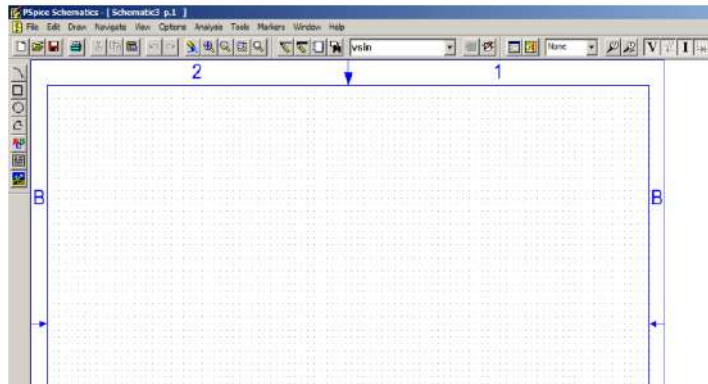 PSpice Schematics - [ Schematic3 p.1 ]
File Edit Draw Navigate View Options Analysis Tools Markers Window Help
vsin None V I
2 1
B B